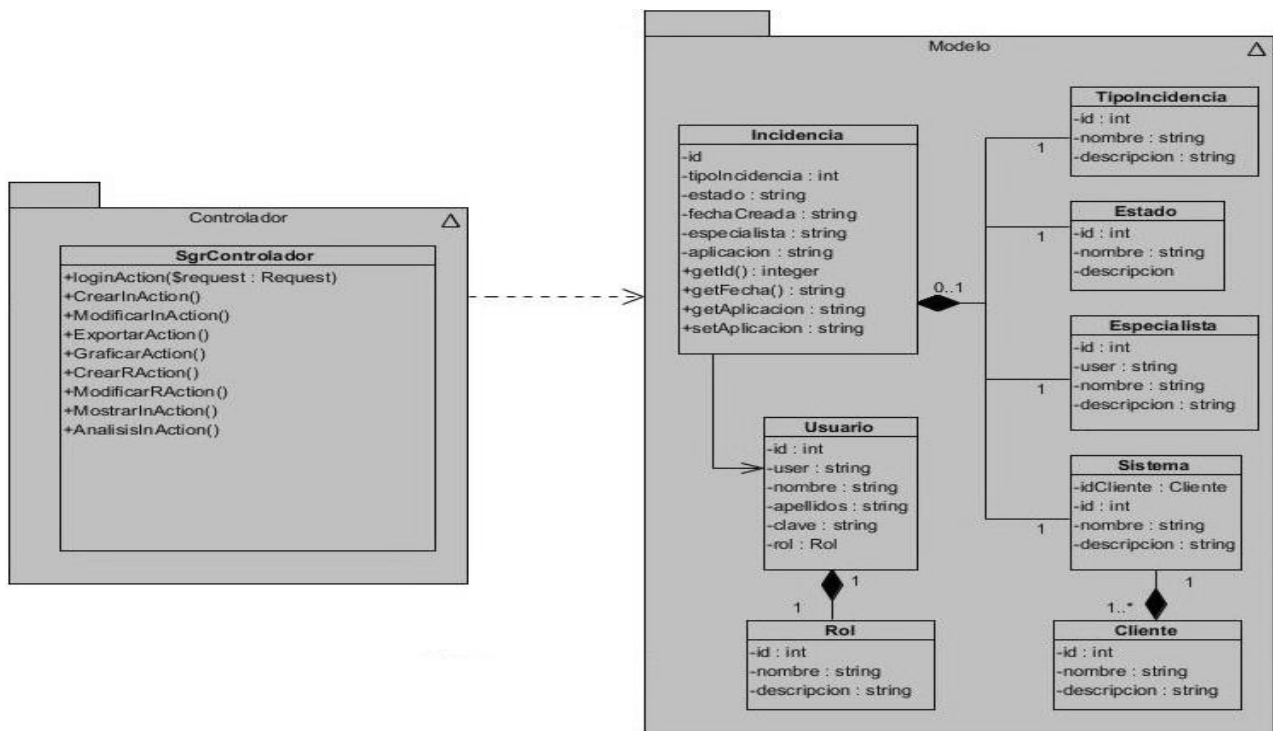 Controlador
SgrControlador
+loginAction($request : Request)
+CrearInAction()
+ModificarInAction()
+ExportarAction()
+GraficarAction()
+CrearRAction()
+ModificarRAction()
+MostrarInAction()
+AnalisisInAction()
Modelo
Incidencia
-id
-tipoIncidencia : int
-estado : string
-fechaCreada : string
-especialista : string
-aplicacion : string
+getId() : integer
+getFecha() : string
+getAplicacion : string
+setAplicacion : string
0..1
TipoIncidencia
-id : int
-nombre : string
-descripcion : string
1
Estado
-id : int
-nombre : string
-descripcion
1
Especialista
-id : int
-user : string
-nombre : string
-descripcion : string
1
Sistema
-idCliente : Cliente
-id : int
-nombre : string
-descripcion : string
1
Usuario
-id : int
-user : string
-nombre : string
-apellidos : string
-clave : string
-rol : Rol
1
1
Rol
-id : int
-nombre : string
-descripcion : string
1
1..*
Cliente
-id : int
-nombre : string
-descripcion : string